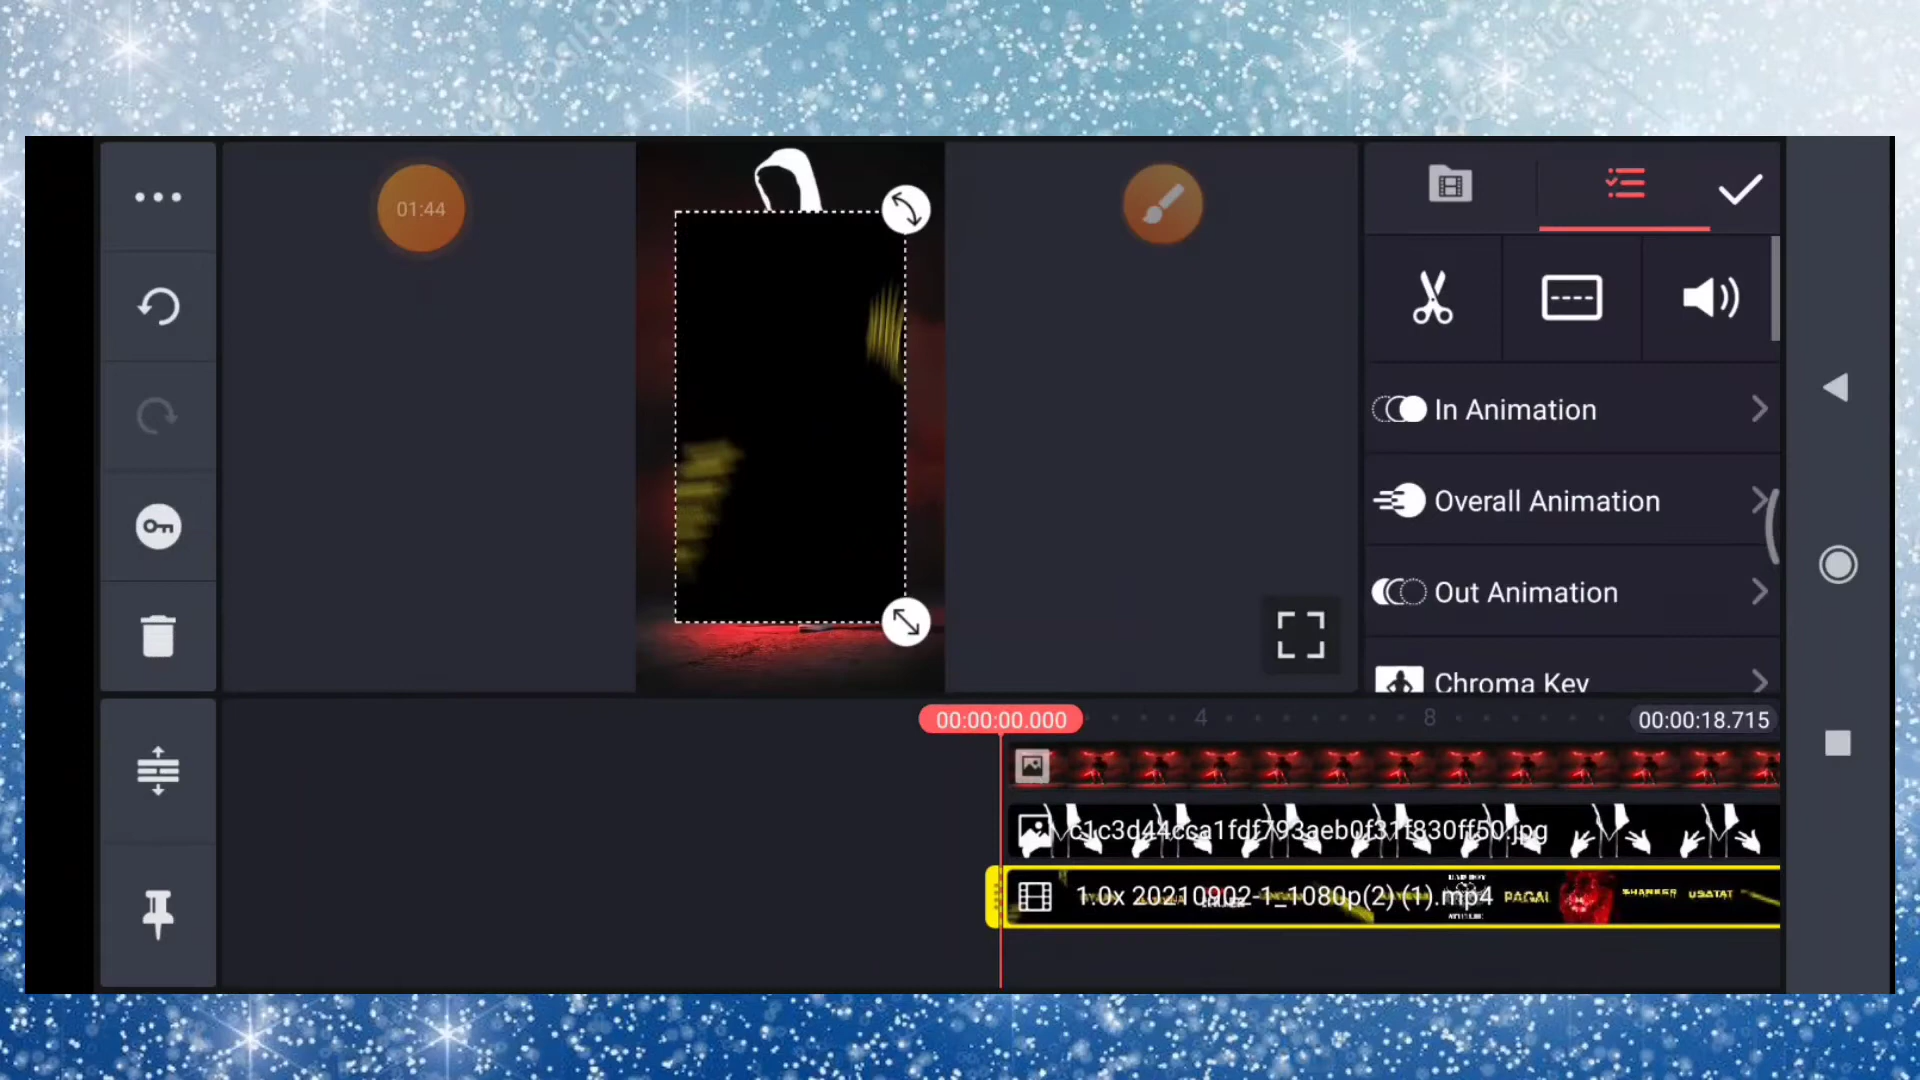 01:44
In Animation
Overall Animation
Out Animation
Chroma Key
00:00:00.000
4
8
00:00:18.715
c1c3d44cca1fdf793aeb0f31f830ff50.jpg
1.0x 20210902-1_1080p(2) (1).mp4
PAGAL